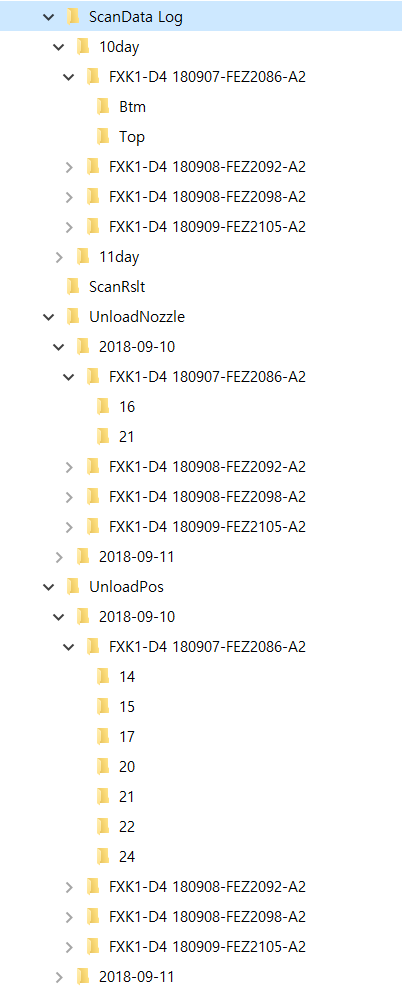 ScanData Log
10day
FXK1-D4 180907-FEZ2086-A2
Btm
Top
FXK1-D4 180908-FEZ2092-A2
FXK1-D4 180908-FEZ2098-A2
FXK1-D4 180909-FEZ2105-A2
11day
ScanRslt
UnloadNozzle
2018-09-10
FXK1-D4 180907-FEZ2086-A2
16
21
FXK1-D4 180908-FEZ2092-A2
FXK1-D4 180908-FEZ2098-A2
FXK1-D4 180909-FEZ2105-A2
2018-09-11
UnloadPos
2018-09-10
FXK1-D4 180907-FEZ2086-A2
14
15
17
20
21
22
24
FXK1-D4 180908-FEZ2092-A2
FXK1-D4 180908-FEZ2098-A2
FXK1-D4 180909-FEZ2105-A2
2018-09-11